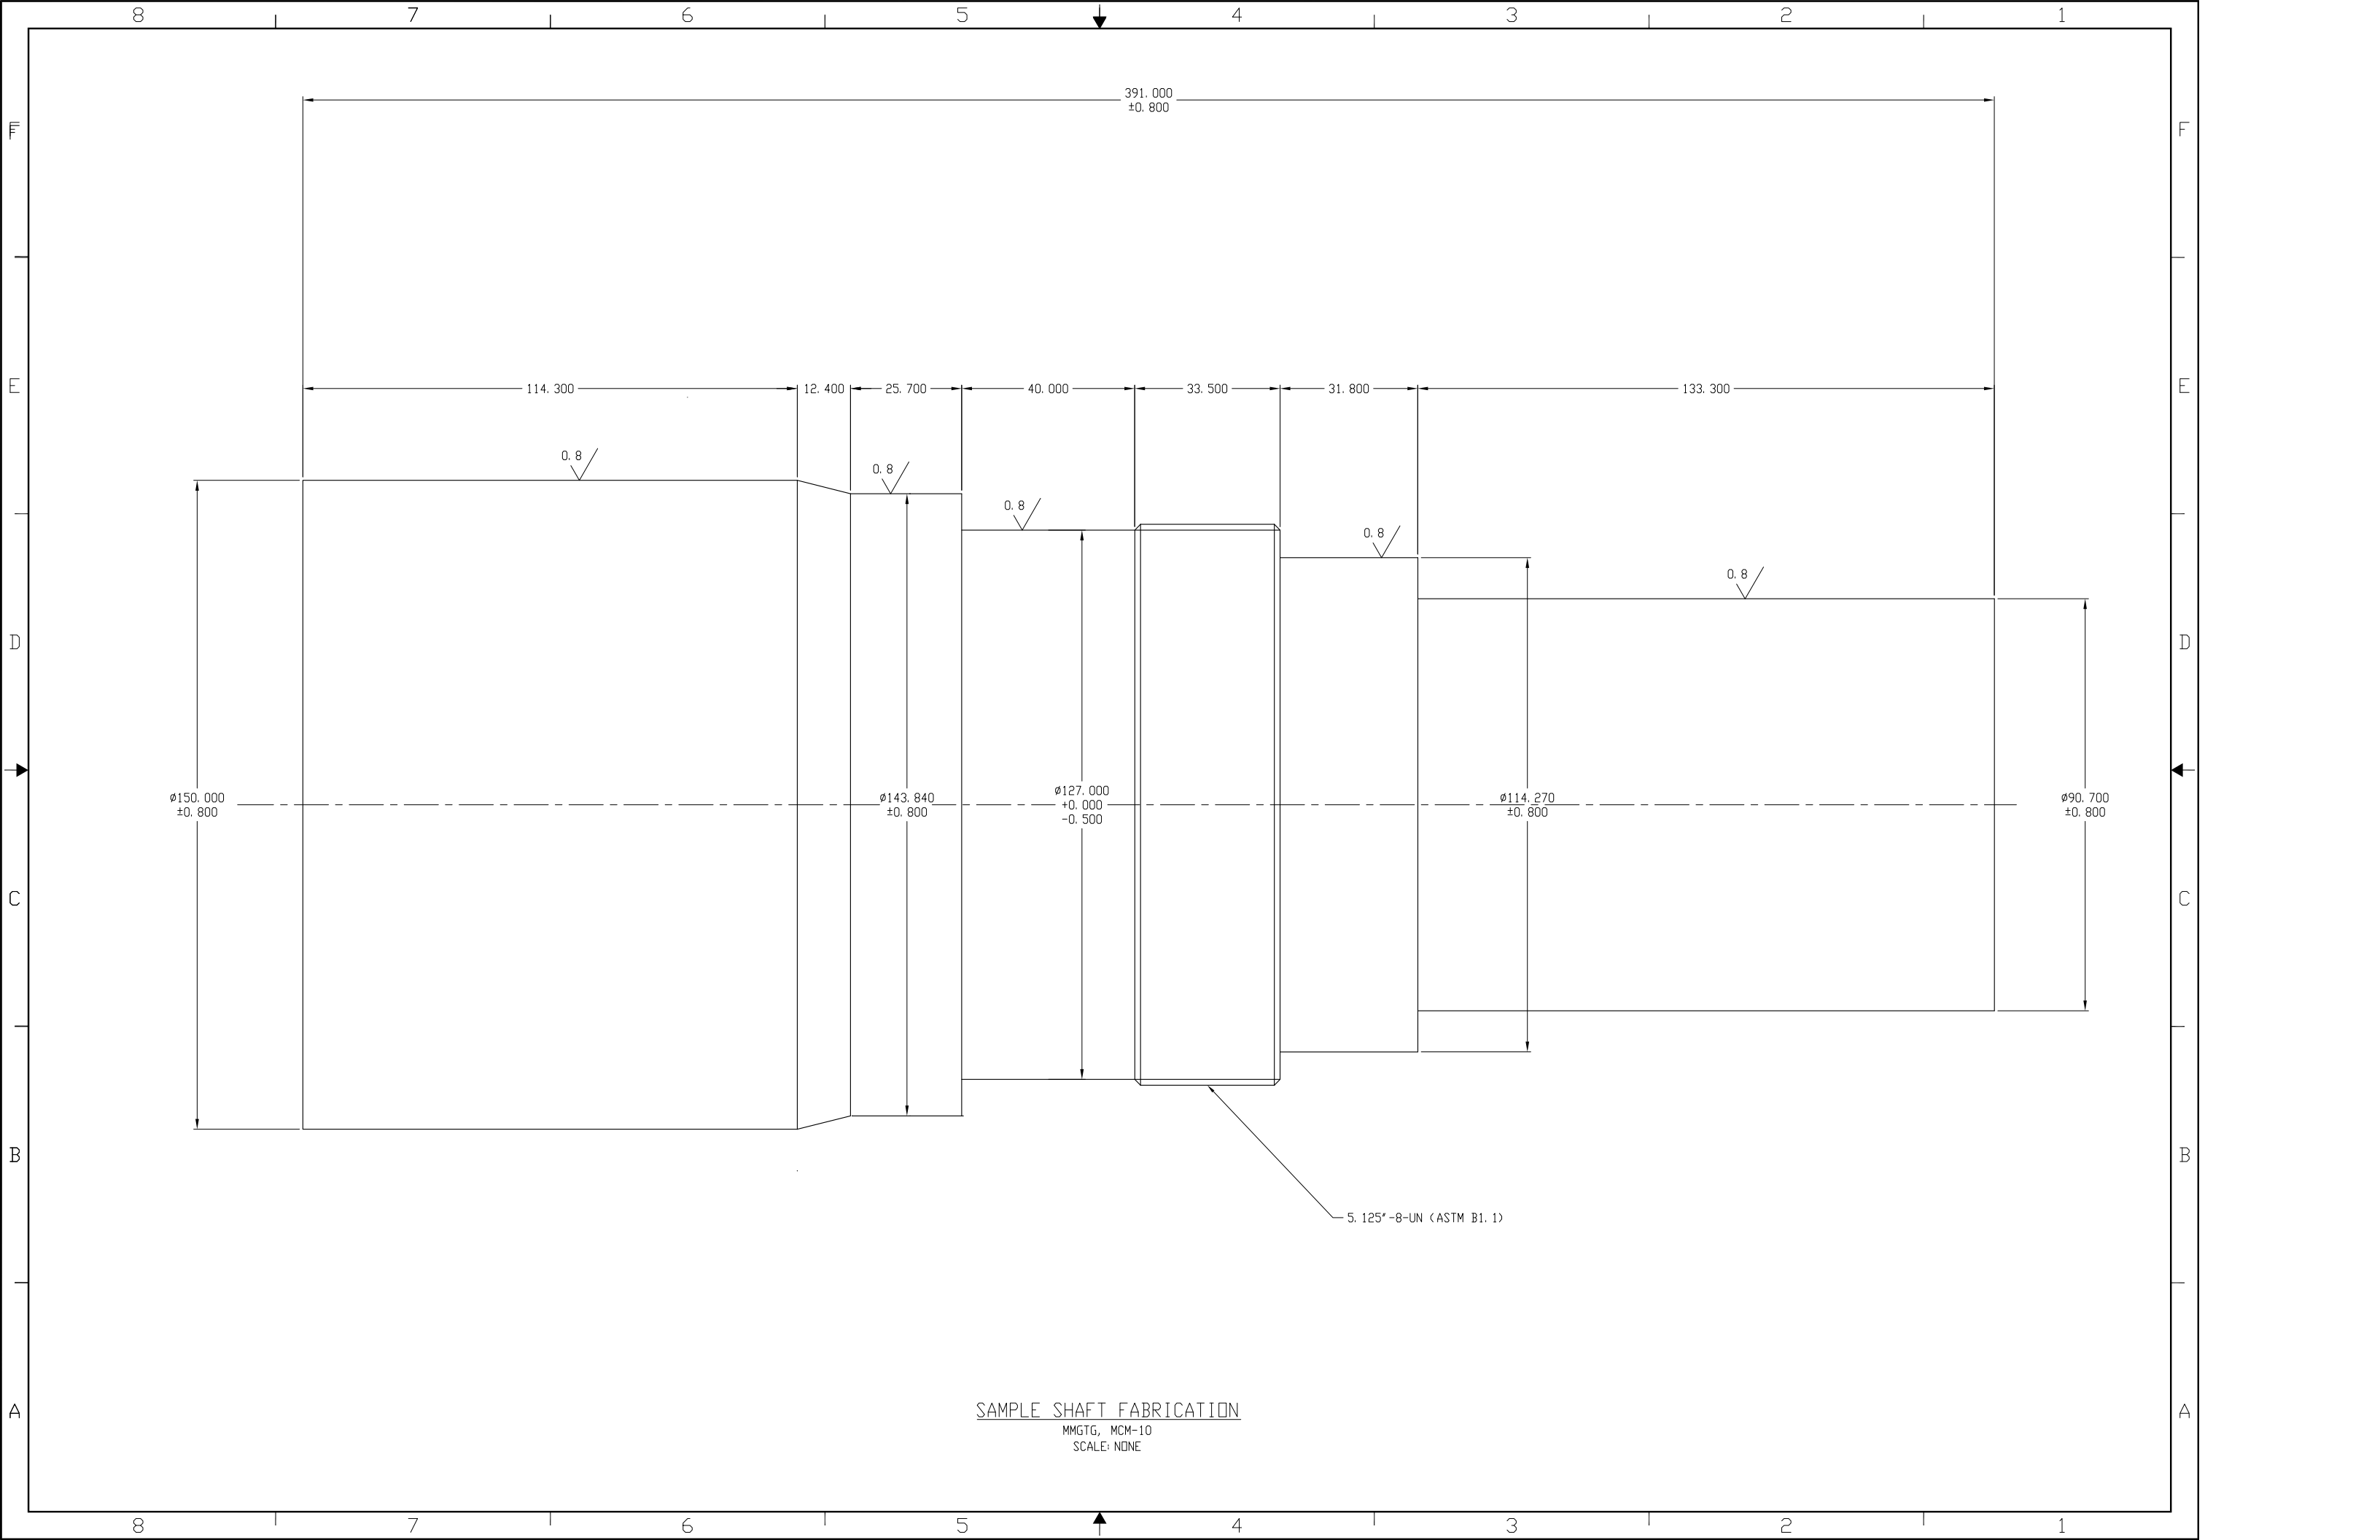 8 7 6 5 4 3 2 1
391.000
±0.800
F F
114.300 12.400 25.700 40.000 33.500 31.800 133.300
E E
0.8
0.8
0.8
0.8
0.8
D D
ø150.000
±0.800
ø143.840
±0.800
ø127.000
+0.000
-0.500
ø114.270
±0.800
ø90.700
±0.800
C C
B B
5.125"-8-UN (ASTM B1.1)
A A
SAMPLE SHAFT FABRICATION
MMGTG, MCM-10
SCALE: NONE
8 7 6 5 4 3 2 1